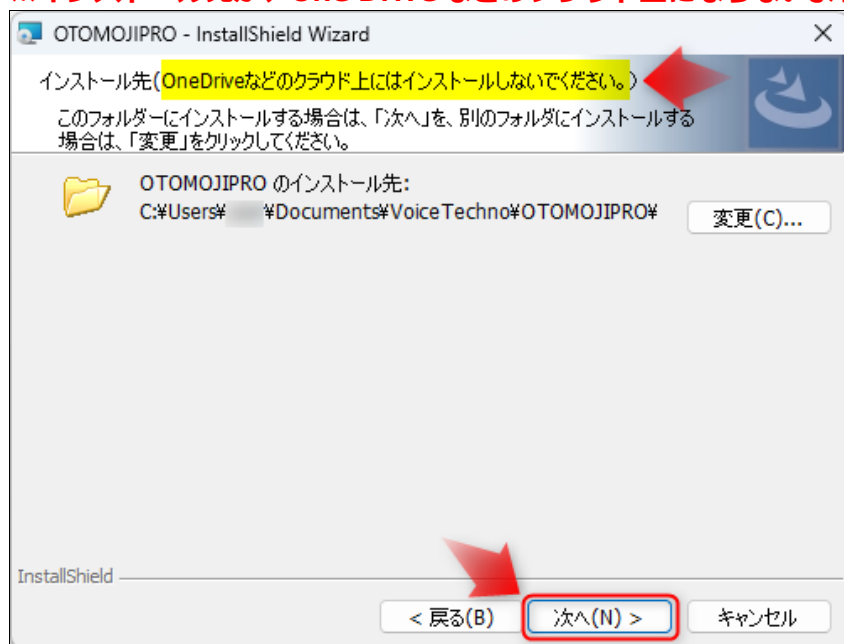 OTOMOJIPRO - InstallShield Wizard
インストール先(OneDriveなどのクラウド上にはインストールしないでください。)
このフォルダーにインストールする場合は、「次へ」を、別のフォルダにインストールする
場合は、「変更」をクリックしてください。
OTOMOJIPRO のインストール先:
C:¥Users¥ ¥Documents¥VoiceTechno¥OTOMOJIPRO¥
変更(C)...
InstallShield
< 戻る(B)
次へ(N) >
キャンセル